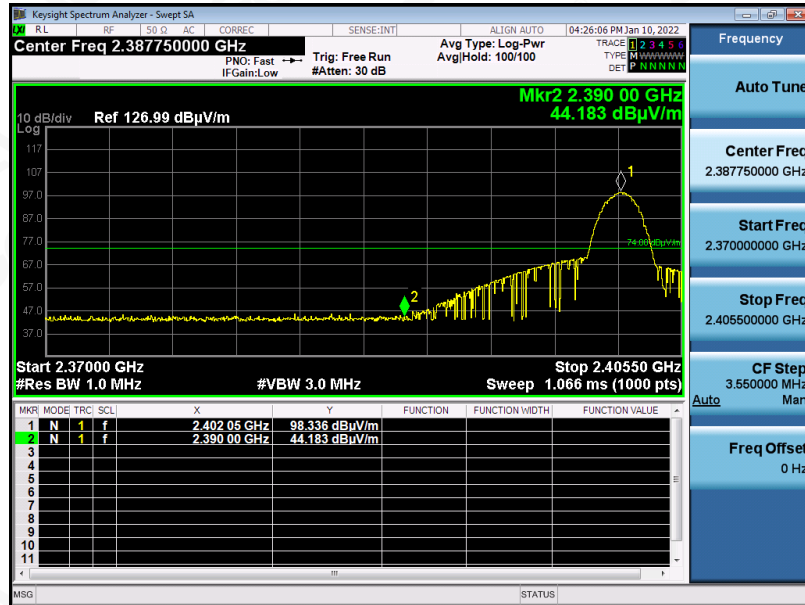 Keysight Spectrum Analyzer - Swept SA
LXI RL RF 50 Ω AC CORREC SENSE:INT ALIGN AUTO 04:26:06 PM Jan 10, 2022
Center Freq 2.387750000 GHz
PNO: Fast
IFGain:Low
Trig: Free Run
#Atten: 30 dB
Avg Type: Log-Pwr
Avg|Hold: 100/100
TRACE 1 2 3 4 5 6
TYPE M WWWWW
DET P N N N N N
Mkr2 2.390 00 GHz
44.183 dBµV/m
10 dB/div Ref 126.99 dBµV/m
Log
117
107
97.0
87.0
77.0
67.0
57.0
47.0
37.0
1
74.00 dBµV/m
2
Start 2.37000 GHz Stop 2.40550 GHz
#Res BW 1.0 MHz #VBW 3.0 MHz Sweep 1.066 ms (1000 pts)
MKR MODE TRC SCL X Y FUNCTION FUNCTION WIDTH FUNCTION VALUE
1 N 1 f 2.402 05 GHz 98.336 dBµV/m
2 N 1 f 2.390 00 GHz 44.183 dBµV/m
3
4
5
6
7
8
9
10
11
MSG STATUS
Frequency
Auto Tune
Center Freq
2.387750000 GHz
Start Freq
2.370000000 GHz
Stop Freq
2.405500000 GHz
CF Step
3.550000 MHz
Auto Man
Freq Offset
0 Hz